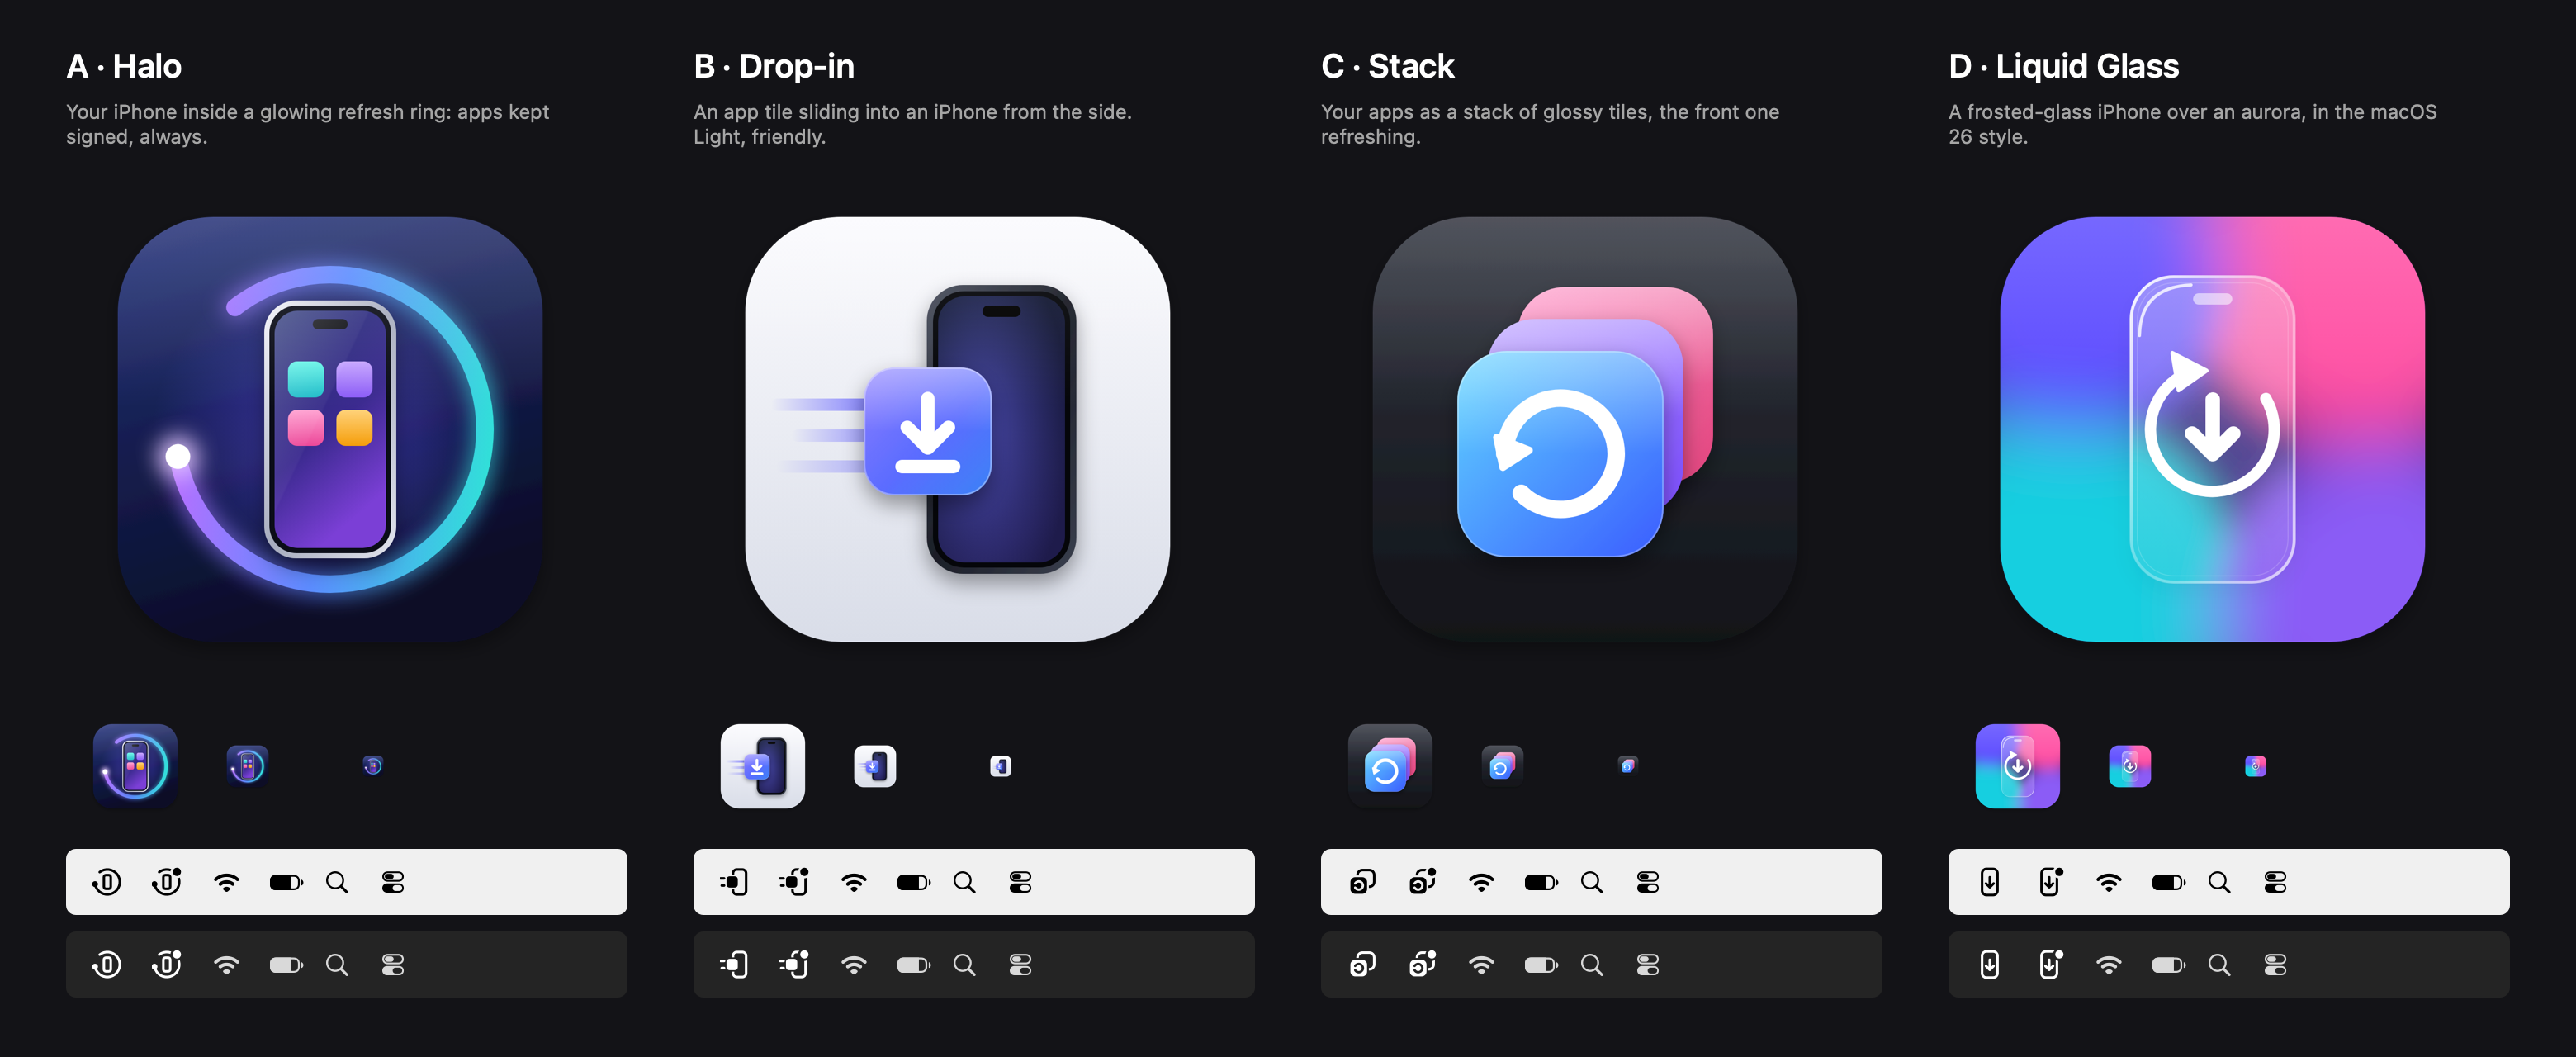 A · Halo
Your iPhone inside a glowing refresh ring: apps kept
signed, always.
B · Drop-in
An app tile sliding into an iPhone from the side.
Light, friendly.
C · Stack
Your apps as a stack of glossy tiles, the front one
refreshing.
D · Liquid Glass
A frosted-glass iPhone over an aurora, in the macOS
26 style.